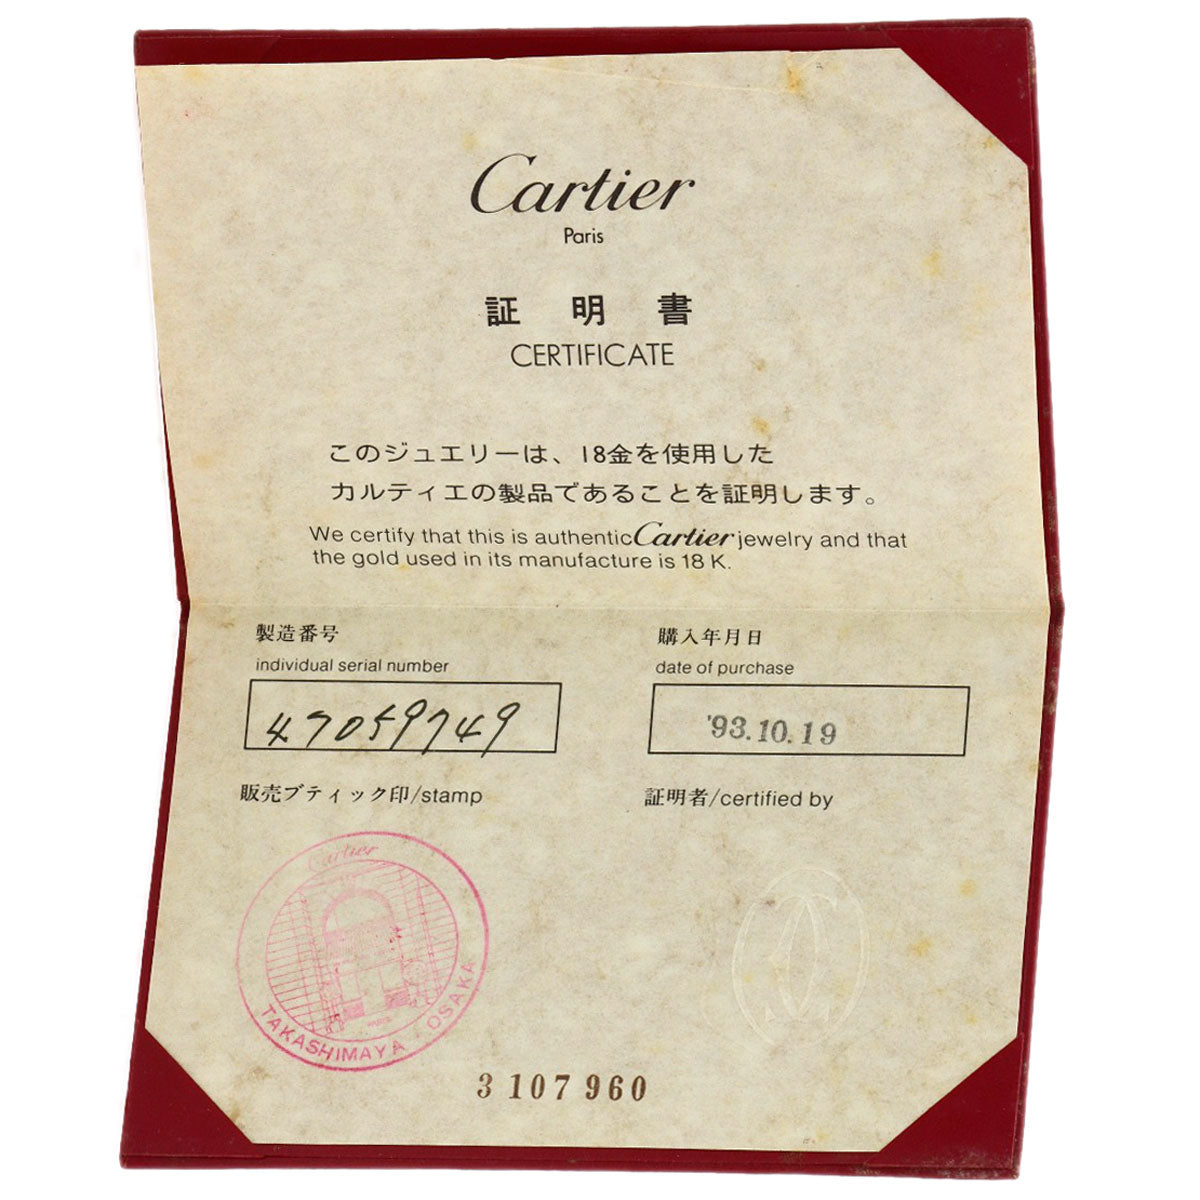 Cartier
Paris
証明書
CERTIFICATE
このジュエリーは、18金を使用した
カルティエの製品であることを証明します。
We certify that this is authentic Cartier jewelry and that
the gold used in its manufacture is 18 K.
製造番号
individual serial number
47059749
購入年月日
date of purchase
'93.10.19
販売ブティック印/stamp
証明者/certified by
Cartier
TAKASHIMAYA · OSAKA
3 107 960